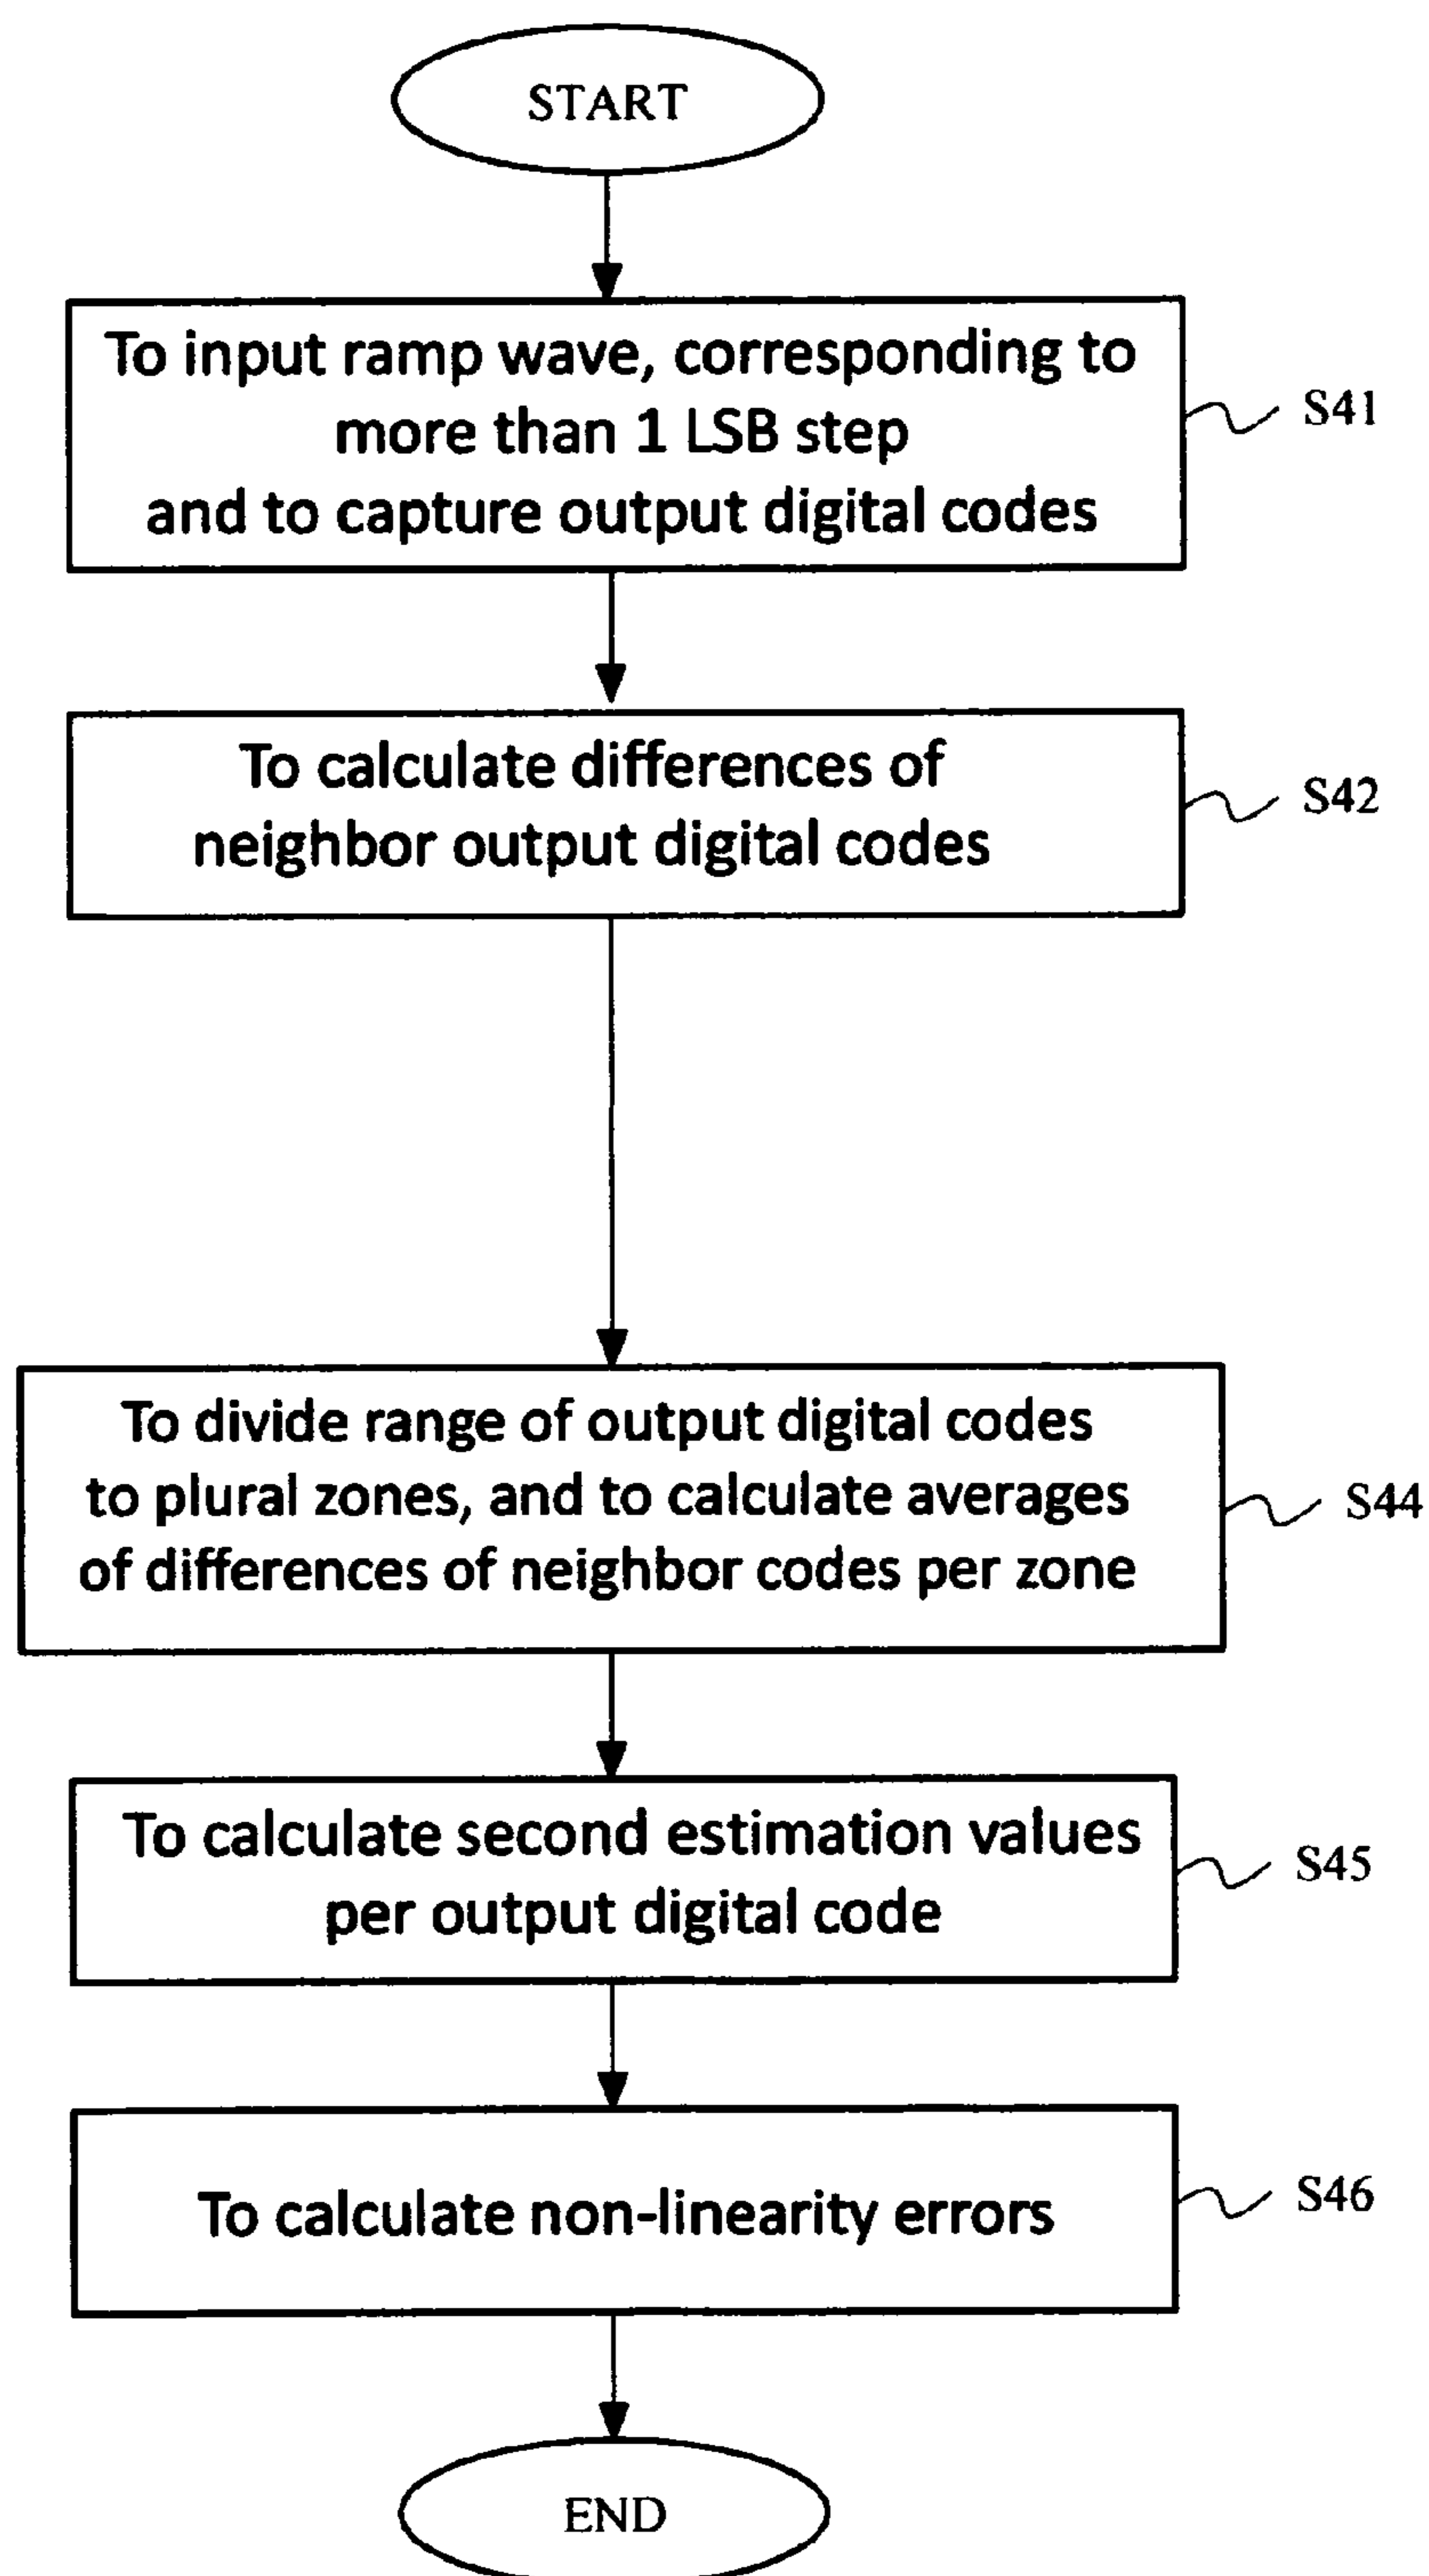 START
To input ramp wave, corresponding to
more than 1 LSB step
and to capture output digital codes
S41
To calculate differences of
neighbor output digital codes
S42
To divide range of output digital codes
to plural zones, and to calculate averages
of differences of neighbor codes per zone
S44
To calculate second estimation values
per output digital code
S45
To calculate non-linearity errors
S46
END